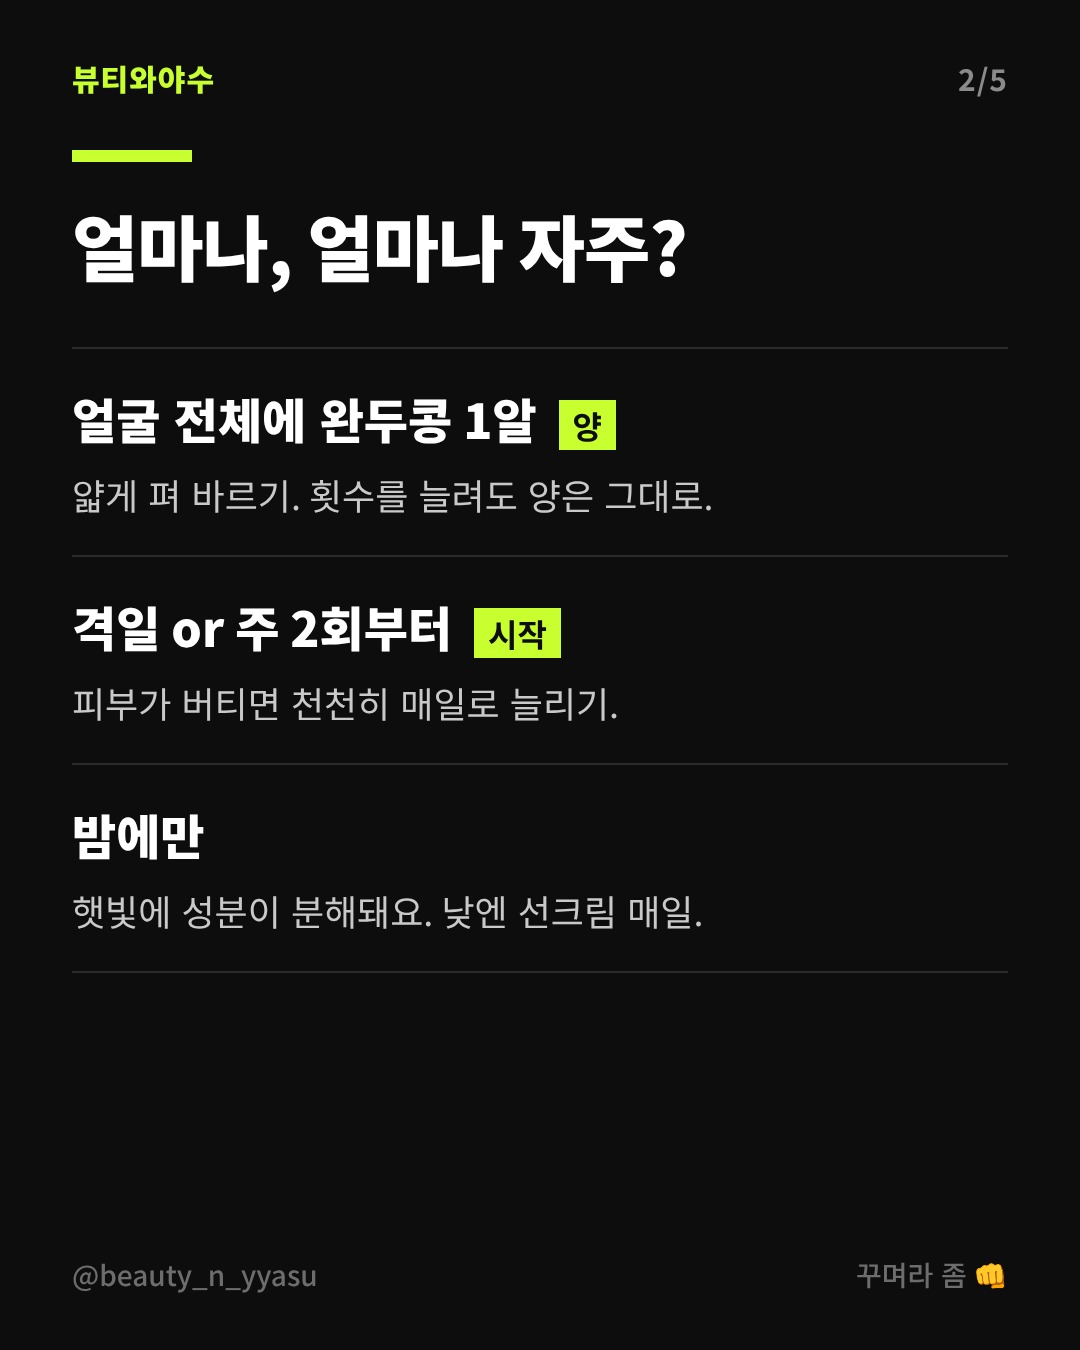 뷰티와야수
2/5
얼마나, 얼마나 자주?
얼굴 전체에 완두콩 1알 양
얇게 펴 바르기. 횟수를 늘려도 양은 그대로.
격일 or 주 2회부터 시작
피부가 버티면 천천히 매일로 늘리기.
밤에만
햇빛에 성분이 분해돼요. 낮엔 선크림 매일.
@beauty_n_yyasu
꾸며라 좀 👊